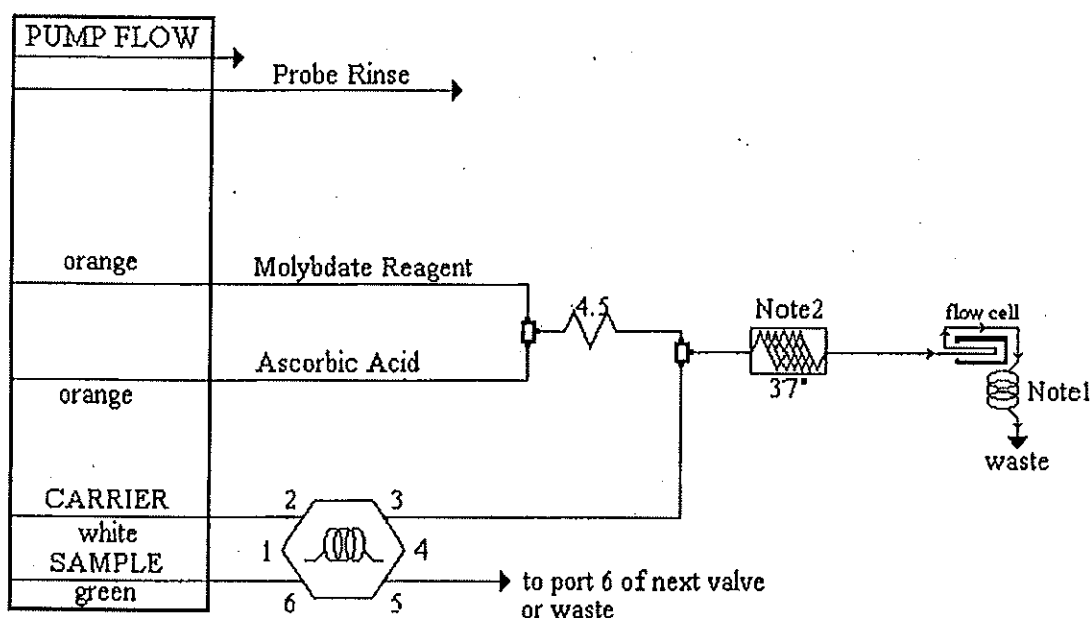 PUMP FLOW
Probe Rinse
orange
Molybdate Reagent
4.5
Note2
flow cell
Ascorbic Acid
orange
37°
Note1
waste
CARRIER
2
3
white
1
4
SAMPLE
green
6
5
to port 6 of next valve
or waste